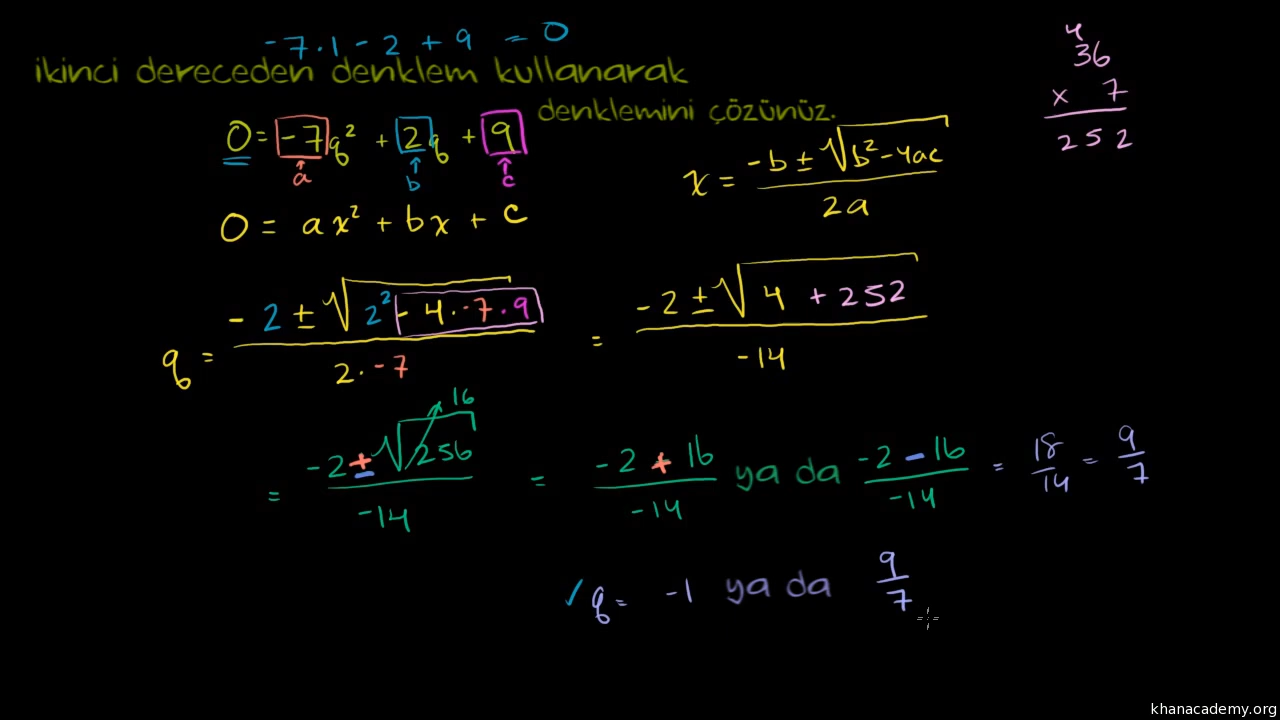 -7·1 - 2 + 9 = 0
ikinci dereceden denklem kullanarak
denklemini çözünüz.
0 = -7q² + 2q + 9
a b c
0 = ax² + bx + c
x = (-b ± √(b² - 4ac)) / 2a
4
36
x 7
252
q = (-2 ± √(2² - 4·-7·9)) / (2·-7) = (-2 ± √(4 + 252)) / -14
16
= (-2 ± √256) / -14 = (-2 + 16) / -14 ya da (-2 - 16) / -14 = 18/14 = 9/7
✓ q = -1 ya da 9/7
khanacademy.org